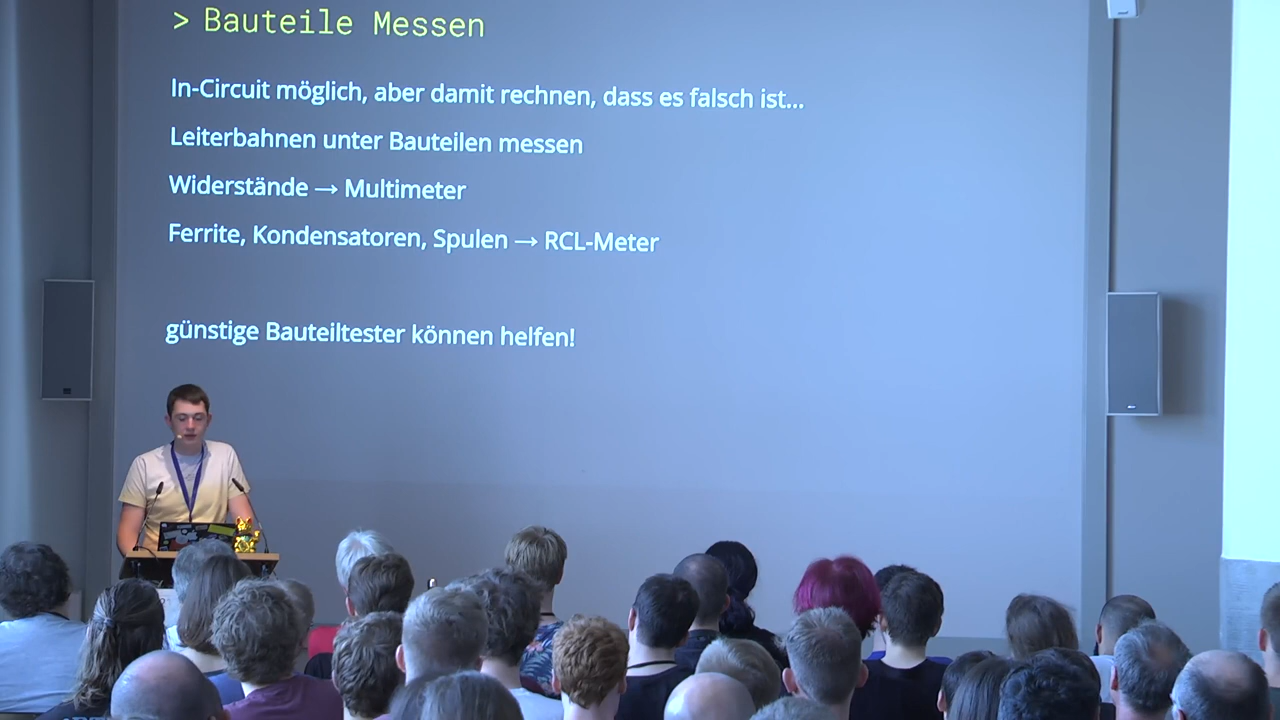 > Bauteile Messen
In-Circuit möglich, aber damit rechnen, dass es falsch ist...
Leiterbahnen unter Bauteilen messen
Widerstände → Multimeter
Ferrite, Kondensatoren, Spulen → RCL-Meter
günstige Bauteiltester können helfen!